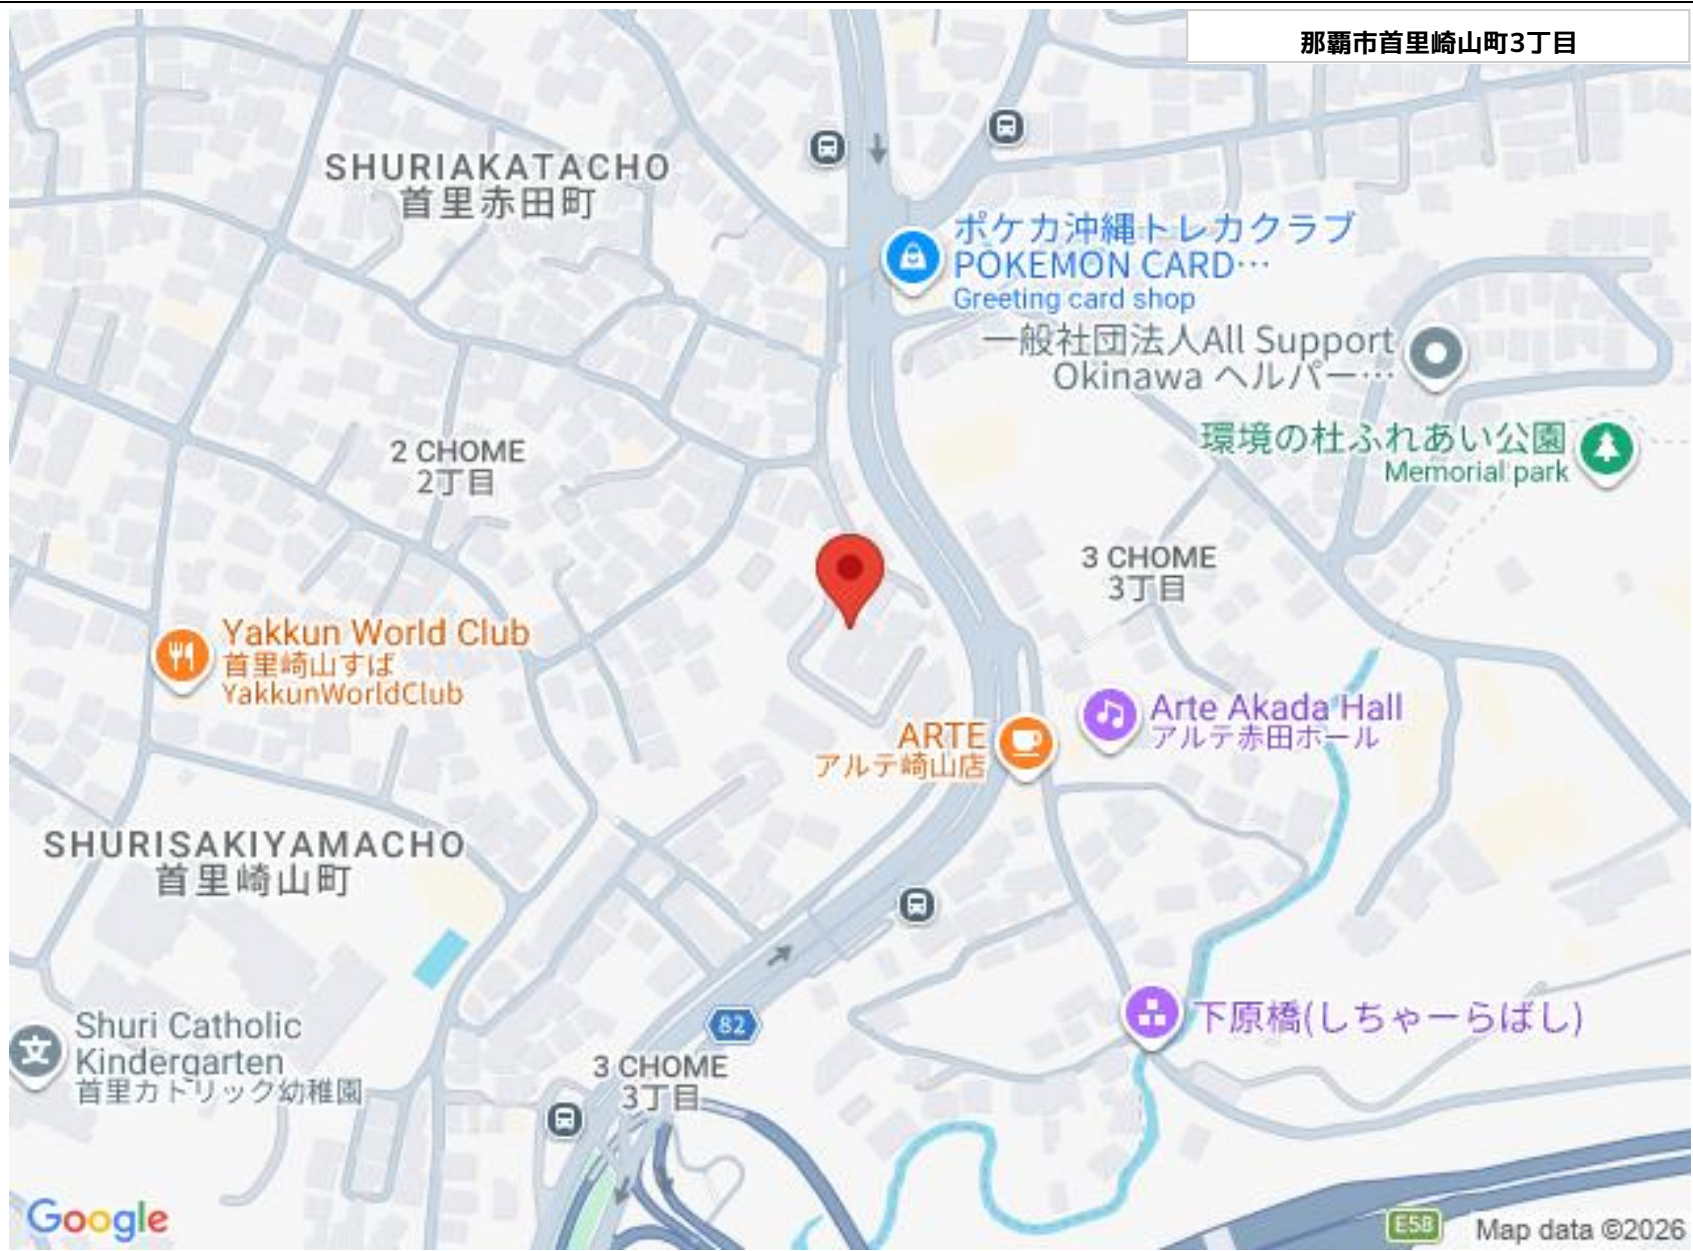 那覇市首里崎山町3丁目
SHURIAKATACHO
首里赤田町
ポケカ沖縄トレカクラブ
POKEMON CARD…
Greeting card shop
一般社団法人All Support
Okinawa ヘルパー…
環境の杜ふれあい公園
Memorial park
2 CHOME
2丁目
3 CHOME
3丁目
Yakkun World Club
首里崎山すば
YakkunWorldClub
Arte Akada Hall
アルテ赤田ホール
ARTE
アルテ崎山店
SHURISAKIYAMACHO
首里崎山町
Shuri Catholic
Kindergarten
首里カトリック幼稚園
82
下原橋(しちゃーらばし)
3 CHOME
3丁目
文
Google
E58
Map data ©2026